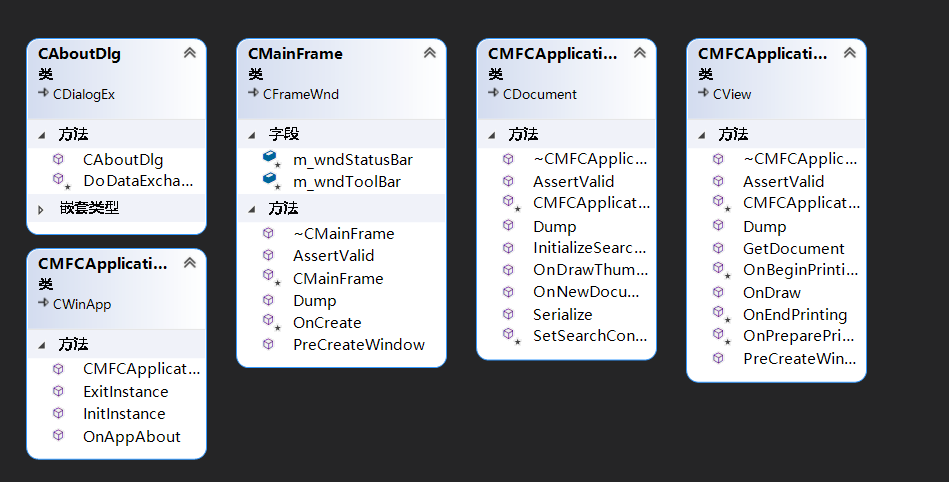 CAboutDlg
类
CDialogEx
方法
CAboutDlg
DoDataExcha...
嵌套类型
CMFCApplicati...
类
CWinApp
方法
CMFCApplicat...
ExitInstance
InitInstance
OnAppAbout
CMainFrame
类
CFrameWnd
字段
m_wndStatusBar
m_wndToolBar
方法
~CMainFrame
AssertValid
CMainFrame
Dump
OnCreate
PreCreateWindow
CMFCApplicati...
类
CDocument
方法
~CMFCApplic...
AssertValid
CMFCApplicat...
Dump
InitializeSearc...
OnDrawThum...
OnNewDocu...
Serialize
SetSearchCon...
CMFCApplicati...
类
CView
方法
~CMFCApplic...
AssertValid
CMFCApplicat...
Dump
GetDocument
OnBeginPrinti...
OnDraw
OnEndPrinting
OnPreparePri...
PreCreateWin...